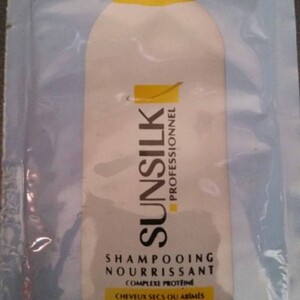 SUNSILK
PROFESSIONNEL
SHAMPOOING
NOURRISSANT
COMPLEXE PROTÉINÉ
CHEVEUX SECS OU ABÎMÉS